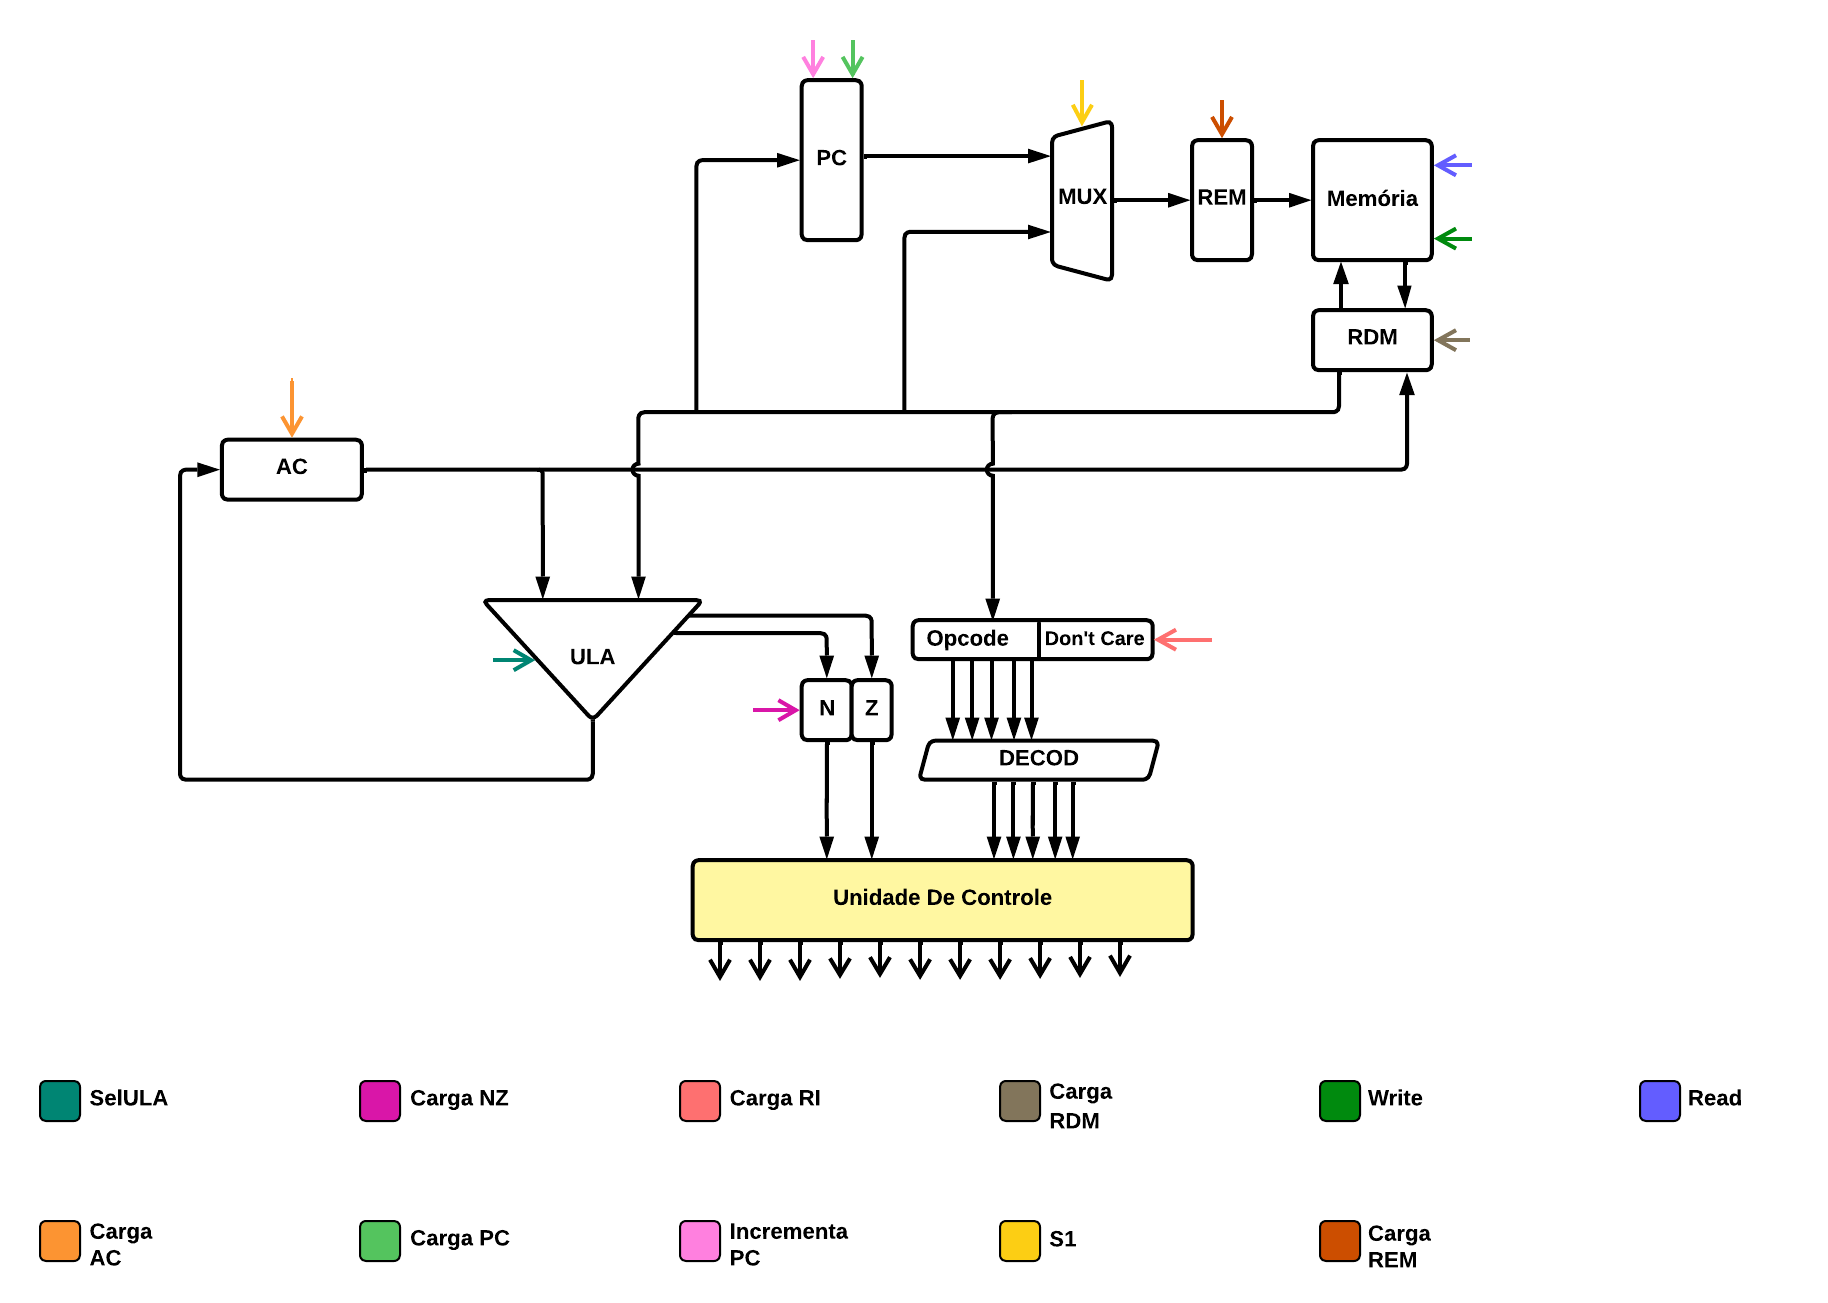 PC
MUX
REM
Memória
RDM
AC
ULA
Opcode
Don't Care
N
Z
DECOD
Unidade De Controle
SelULA
Carga NZ
Carga RI
Carga
RDM
Write
Read
Carga
AC
Carga PC
Incrementa
PC
S1
Carga
REM